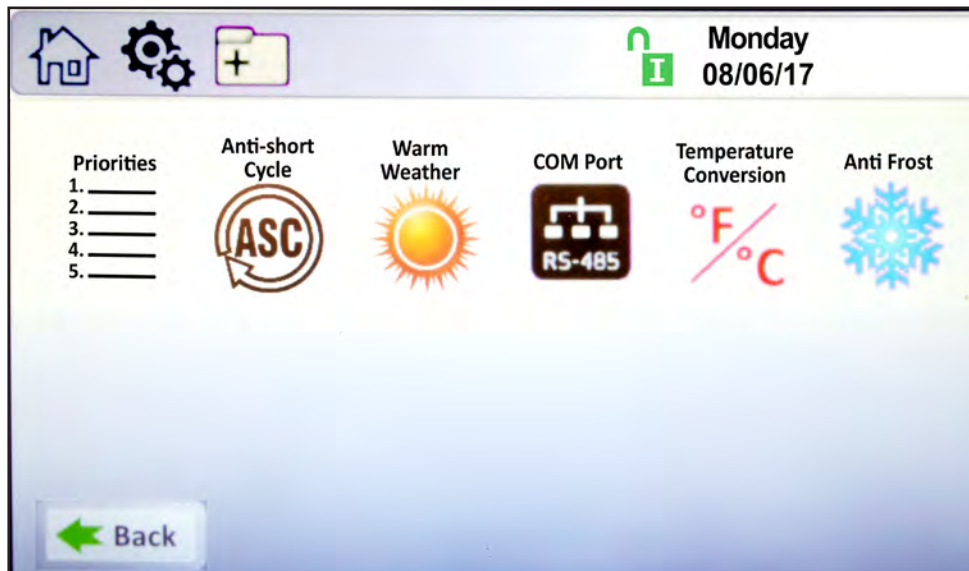 Monday
08/06/17
Priorities
1.
2.
3.
4.
5.
Anti-short
Cycle
ASC
Warm
Weather
COM Port
RS-485
Temperature
Conversion
°F/°C
Anti Frost
I
Back